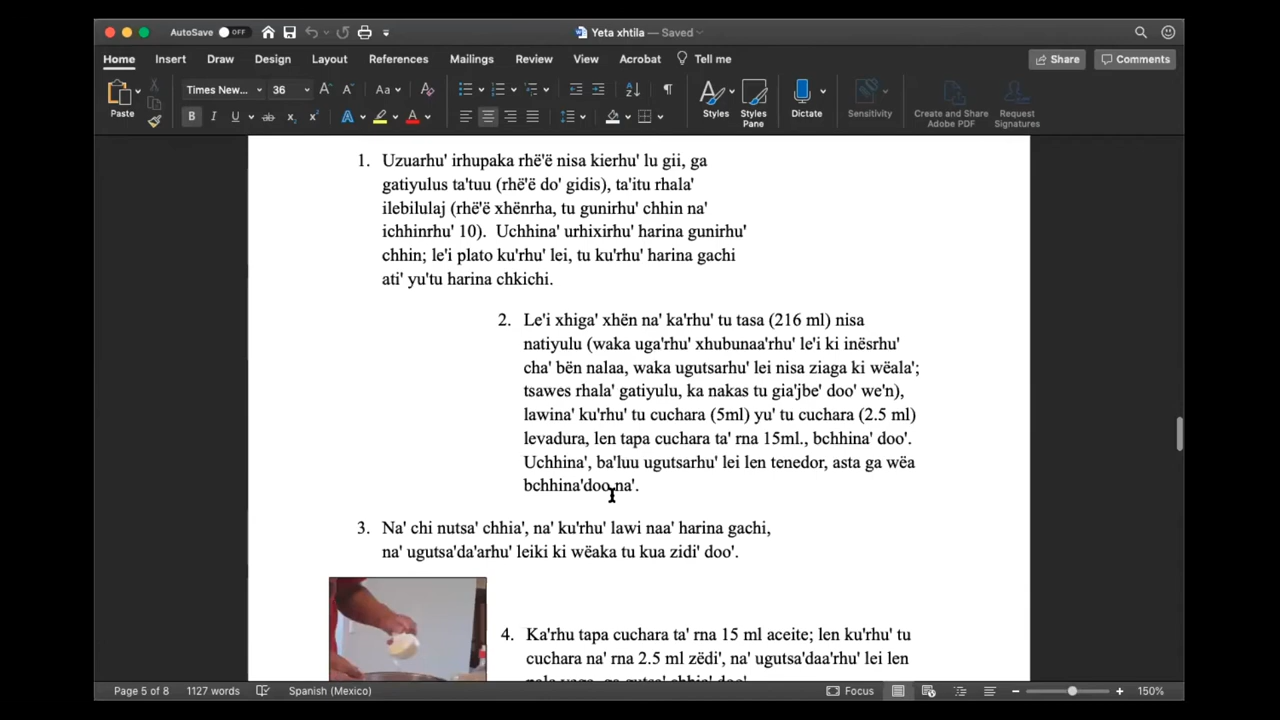 AutoSave OFF
Yeta xhtila — Saved
Home Insert Draw Design Layout References Mailings Review View Acrobat Tell me Share Comments
Paste
Times New... 36
Styles
Styles Pane
Dictate
Sensitivity
Create and Share Adobe PDF
Request Signatures
1. Uzuarhu' irhupaka rhë'ë nisa kierhu' lu gii, ga
gatiyulus ta'tuu (rhë'ë do' gidis), ta'itu rhala'
ilebilulaj (rhë'ë xhënrha, tu gunirhu' chhin na'
ichhinrhu' 10). Uchhina' urhixirhu' harina gunirhu'
chhin; le'i plato ku'rhu' lei, tu ku'rhu' harina gachi
ati' yu'tu harina chkichi.
2. Le'i xhiga' xhën na' ka'rhu' tu tasa (216 ml) nisa
natiyulu (waka uga'rhu' xhubunaa'rhu' le'i ki inësrhu'
cha' bën nalaa, waka ugutsarhu' lei nisa ziaga ki wëala';
tsawes rhala' gatiyulu, ka nakas tu gia'jbe' doo' we'n),
lawina' ku'rhu' tu cuchara (5ml) yu' tu cuchara (2.5 ml)
levadura, len tapa cuchara ta' rna 15ml., bchhina' doo'.
Uchhina', ba'luu ugutsarhu' lei len tenedor, asta ga wëa
bchhina'doo na'.
3. Na' chi nutsa' chhia', na' ku'rhu' lawi naa' harina gachi,
na' ugutsa'da'arhu' leiki ki wëaka tu kua zidi' doo'.
4. Ka'rhu tapa cuchara ta' rna 15 ml aceite; len ku'rhu' tu
cuchara na' rna 2.5 ml zëdi', na' ugutsa'daa'rhu' lei len
Page 5 of 8 1127 words Spanish (Mexico) Focus 150%